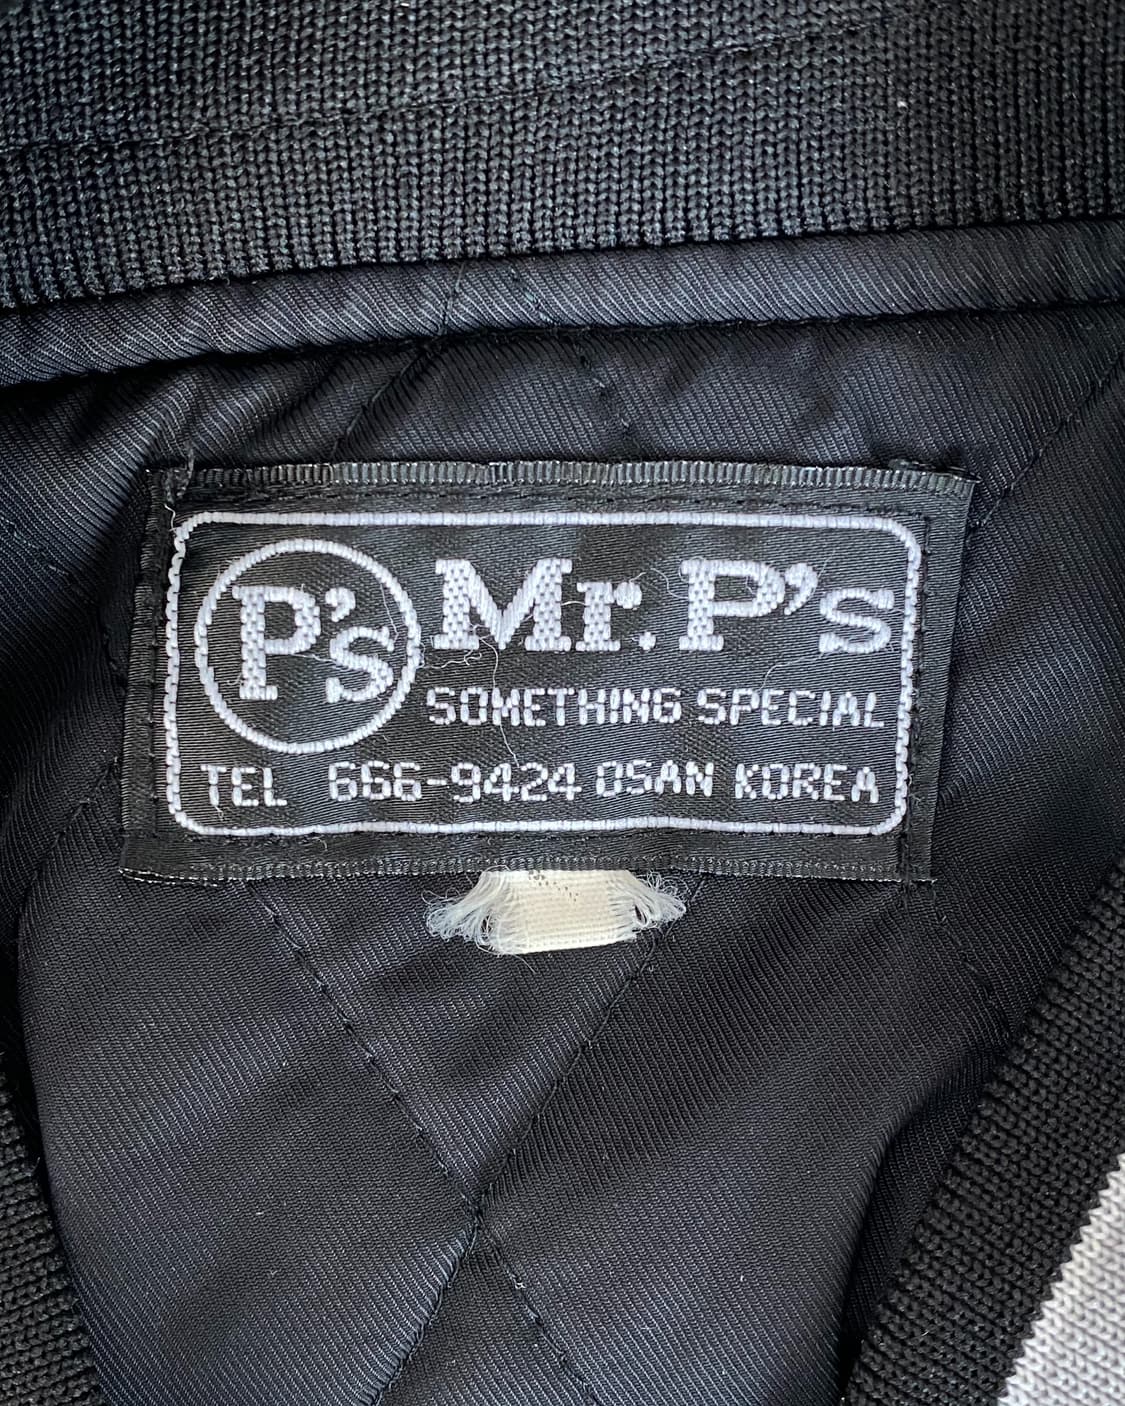 P's
Mr. P's
SOMETHING SPECIAL
TEL 666-9424 OSAN KOREA